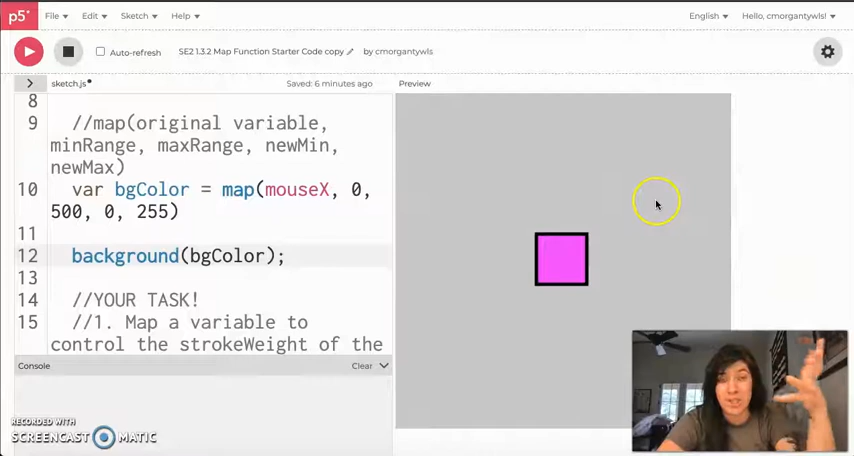 p5* File Edit Sketch Help English Hello, cmorgantywls!
Auto-refresh SE2 1.3.2 Map Function Starter Code copy by cmorgantywls
sketch.js Saved: 6 minutes ago Preview
8
9 //map(original variable,
minRange, maxRange, newMin,
newMax)
10 var bgColor = map(mouseX, 0,
500, 0, 255)
11
12 background(bgColor);
13
14 //YOUR TASK!
15 //1. Map a variable to
control the strokeWeight of the
Console Clear
RECORDED WITH
SCREENCAST MATIC